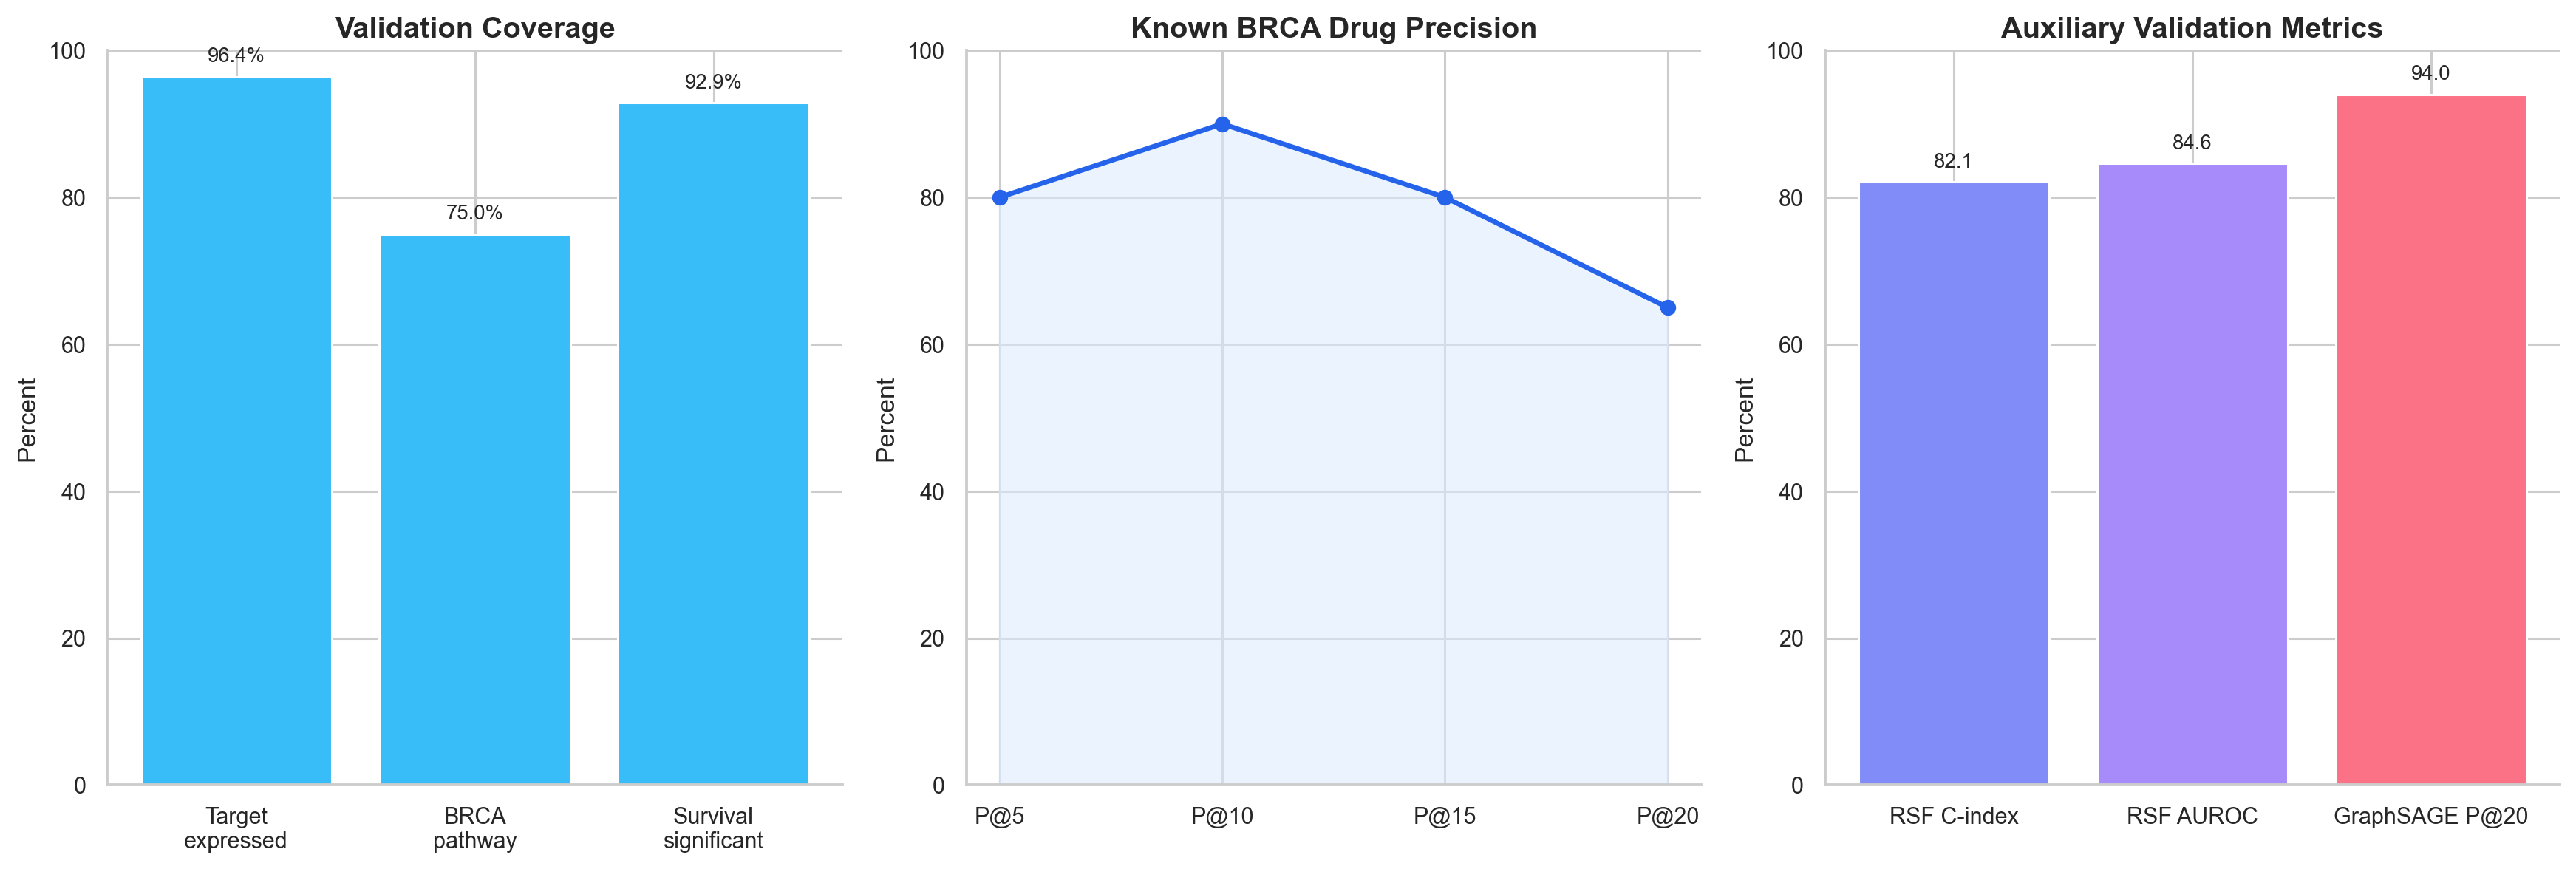 Validation Coverage
Percent
100
80
60
40
20
0
96.4%
75.0%
92.9%
Target
expressed
BRCA
pathway
Survival
significant
Known BRCA Drug Precision
Percent
100
80
60
40
20
0
P@5
P@10
P@15
P@20
Auxiliary Validation Metrics
Percent
100
80
60
40
20
0
82.1
84.6
94.0
RSF C-index
RSF AUROC
GraphSAGE P@20